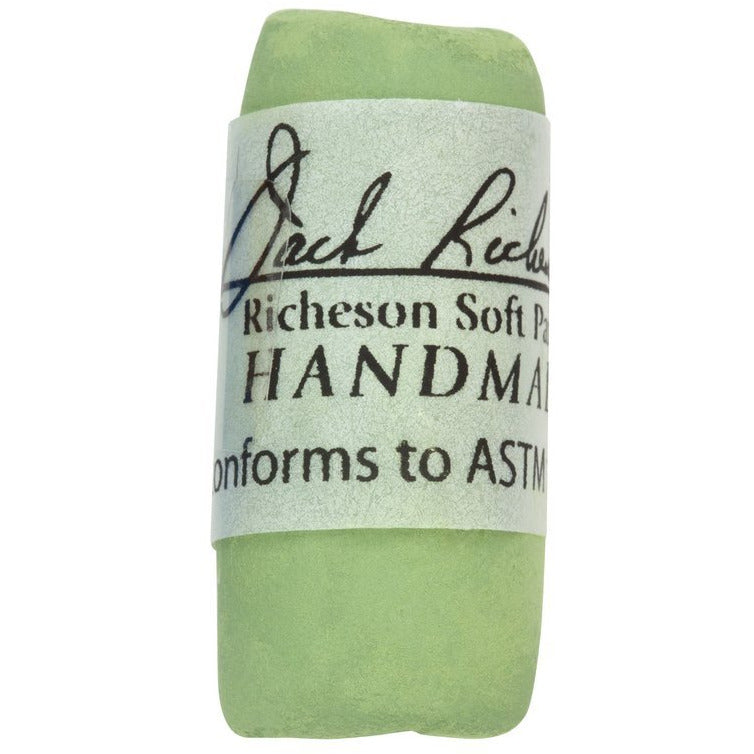 Jack Riche
Richeson Soft Pa
HANDMA
onforms to ASTM